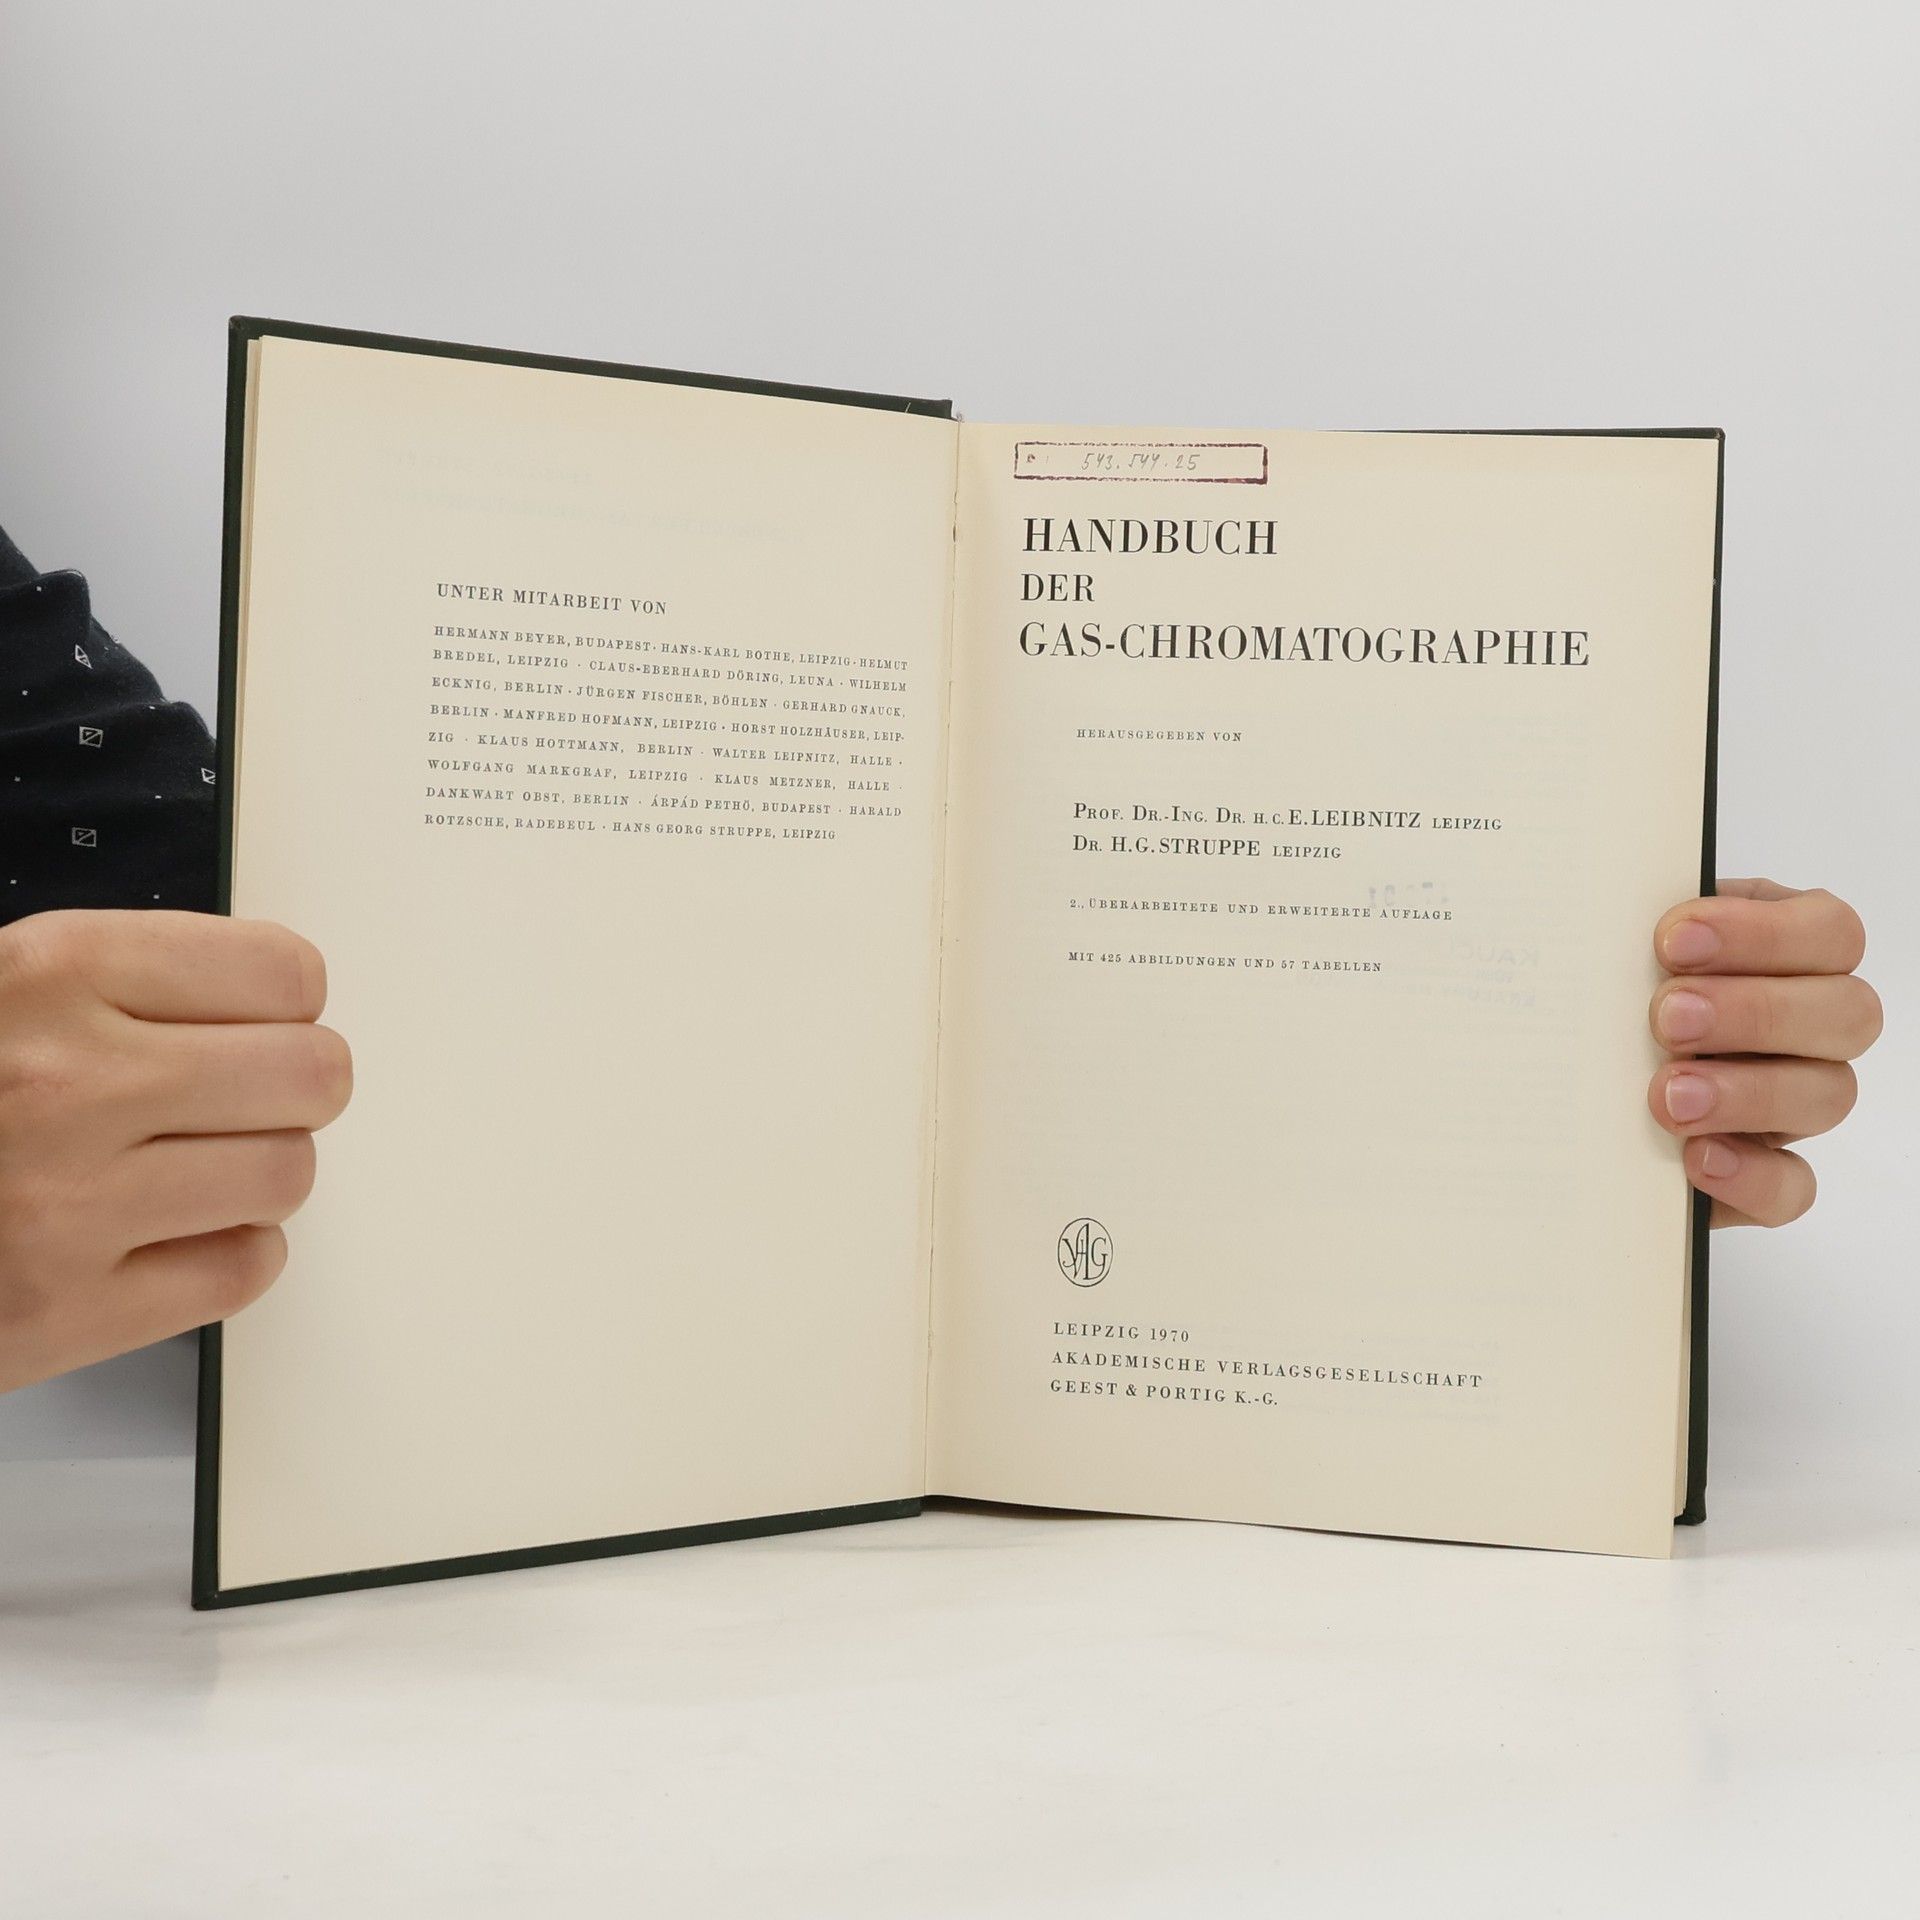 UNTER MITARBEIT VON
HERMANN BEYER, BUDAPEST · HANS-KARL BOTHE, LEIPZIG · HELMUT
BREDEL, LEIPZIG · CLAUS-EBERHARD DÖRING, LEUNA · WILHELM
ECKNIG, BERLIN · JÜRGEN FISCHER, BÖHLEN · GERHARD GNAUCK,
BERLIN · MANFRED HOFMANN, LEIPZIG · HORST HOLZHÄUSER, LEIP-
ZIG · KLAUS HOTTMANN, BERLIN · WALTER LEIPNITZ, HALLE ·
WOLFGANG MARKGRAF, LEIPZIG · KLAUS METZNER, HALLE ·
DANKWART OBST, BERLIN · ÁRPÁD PETHÖ, BUDAPEST · HARALD
ROTZSCHE, RADEBEUL · HANS GEORG STRUPPE, LEIPZIG
543.544.25
HANDBUCH
DER
GAS-CHROMATOGRAPHIE
HERAUSGEGEBEN VON
PROF. DR.-ING. DR. H. C. E. LEIBNITZ LEIPZIG
DR. H. G. STRUPPE LEIPZIG
2., ÜBERARBEITETE UND ERWEITERTE AUFLAGE
MIT 425 ABBILDUNGEN UND 57 TABELLEN
VAG
LEIPZIG 1970
AKADEMISCHE VERLAGSGESELLSCHAFT
GEEST & PORTIG K.-G.